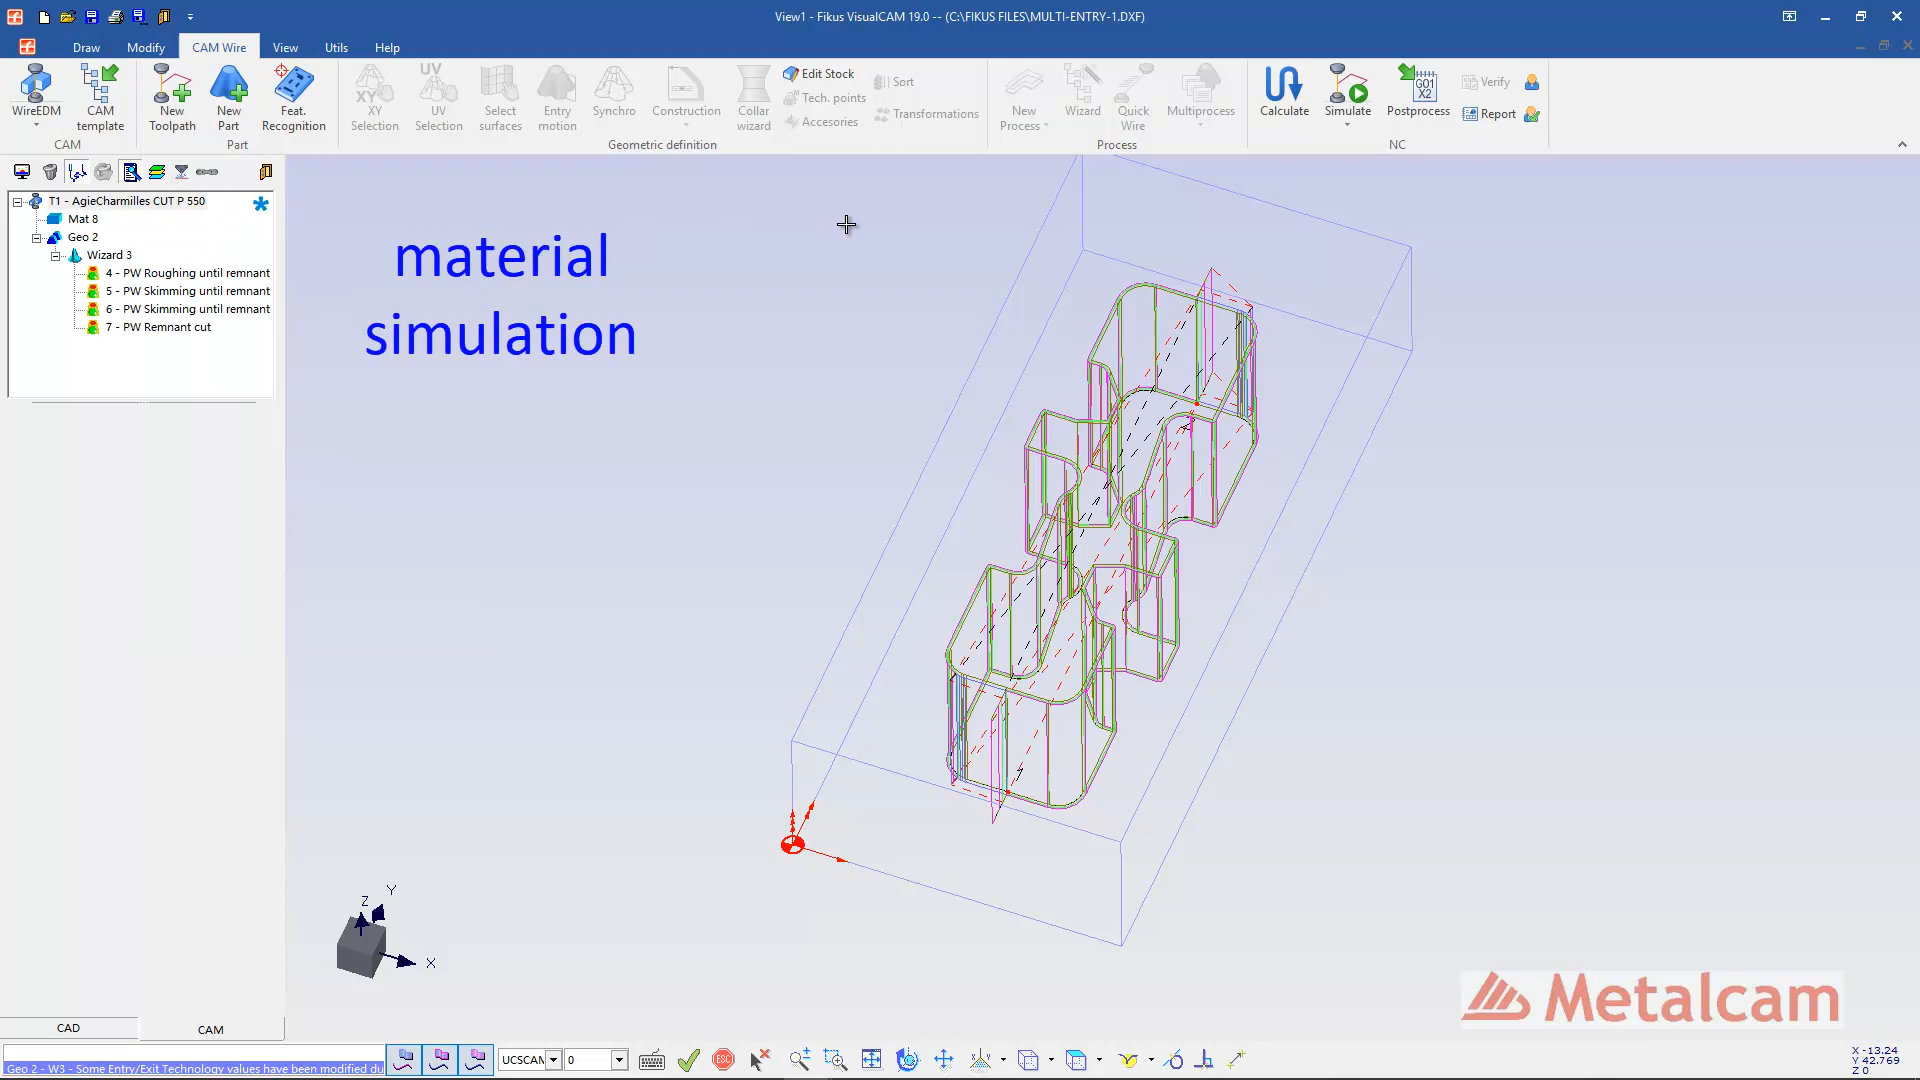 View1 - Fikus VisualCAM 19.0 -- (C:\FIKUS FILES\MULTI-ENTRY-1.DXF)
Draw
Modify
CAM Wire
View
Utils
Help
WireEDM
CAM template
New Toolpath
New Part
Feat. Recognition
XY Selection
UV Selection
Select surfaces
Entry motion
Synchro
Construction
Collar wizard
Edit Stock
Tech. points
Accesories
Sort
Transformations
New Process
Wizard
Quick Wire
Multiprocess
Calculate
Simulate
Postprocess
Verify
Report
CAM
Part
Geometric definition
Process
NC
T1 - AgieCharmilles CUT P 550
Mat 8
Geo 2
Wizard 3
4 - PW Roughing until remnant
5 - PW Skimming until remnant
6 - PW Skimming until remnant
7 - PW Remnant cut
material
simulation
Z
Y
X
Metalcam
CAD
CAM
Geo 2 - W3 - Some Entry/Exit Technology values have been modified du
UCSCAM
0
ESC
X -13.24
Y 42.769
Z 0